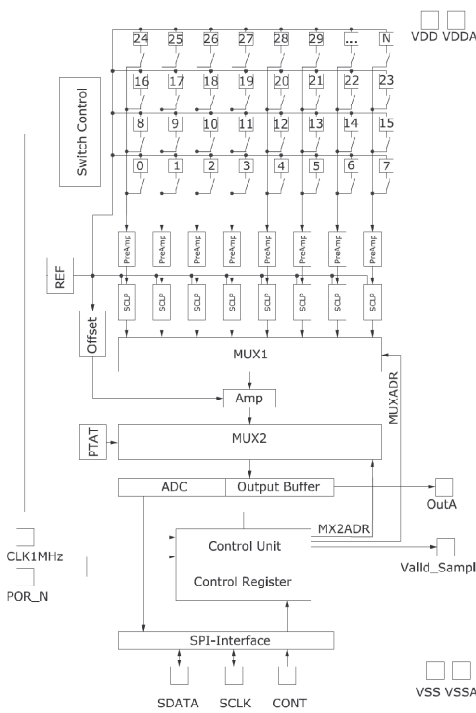 24 25 26 27 28 29 ... N
VDD VDDA
16 17 18 19 20 21 22 23
Switch Control
8 9 10 11 12 13 14 15
0 1 2 3 4 5 6 7
PreAmp PreAmp PreAmp PreAmp PreAmp PreAmp PreAmp PreAmp
REF
SCLP SCLP SCLP SCLP SCLP SCLP SCLP SCLP
Offset
MUX1
MUXADR
Amp
PTAT
MUX2
ADC Output Buffer
OutA
MX2ADR
CLK1MHz
Control Unit
Valid_Sampl
Control Register
POR_N
SPI-Interface
SDATA SCLK CONT
VSS VSSA